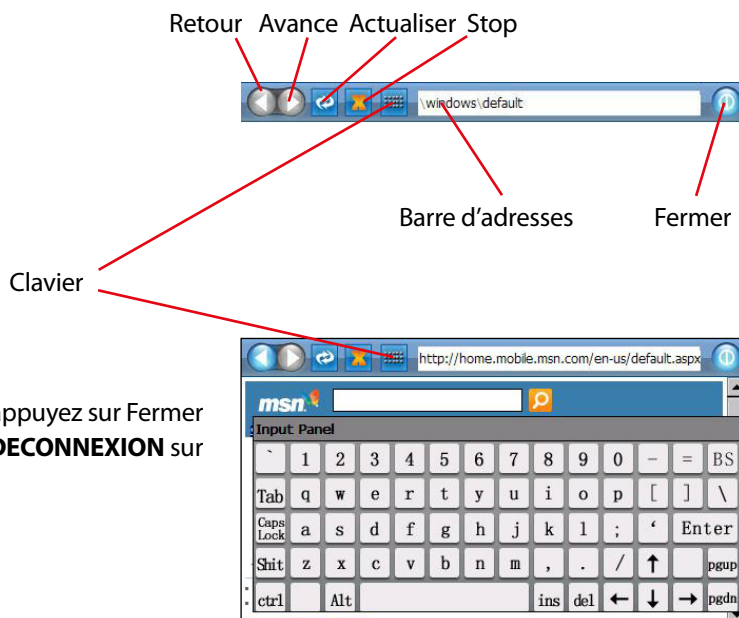 Retour Avance Actualiser Stop
\windows\default
Barre d’adresses Fermer
Clavier
http://home.mobile.msn.com/en-us/default.aspx
msn
appuyez sur Fermer
DECONNEXION sur
Input Panel
` 1 2 3 4 5 6 7 8 9 0 - = BS
Tab q w e r t y u i o p [ ] \
Caps Lock a s d f g h j k l ; ‘ Enter
Shit z x c v b n m , . / ↑ pgup
ctrl Alt ins del ← ↓ → pgdn